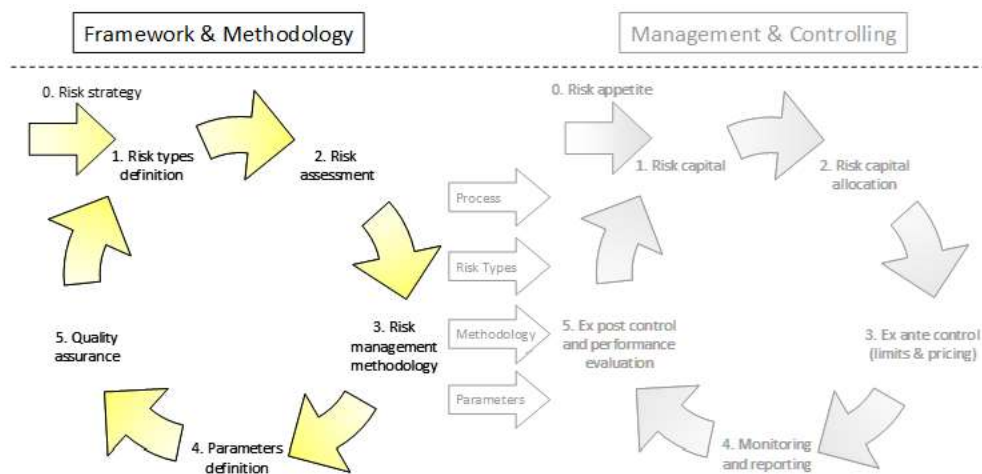 Framework & Methodology
Management & Controlling
0. Risk strategy
1. Risk types
definition
2. Risk
assessment
3. Risk
management
methodology
4. Parameters
definition
5. Quality
assurance
Process
Risk Types
Methodology
Parameters
0. Risk appetite
1. Risk capital
2. Risk capital
allocation
3. Ex ante control
(limits & pricing)
4. Monitoring
and reporting
5. Ex post control
and performance
evaluation